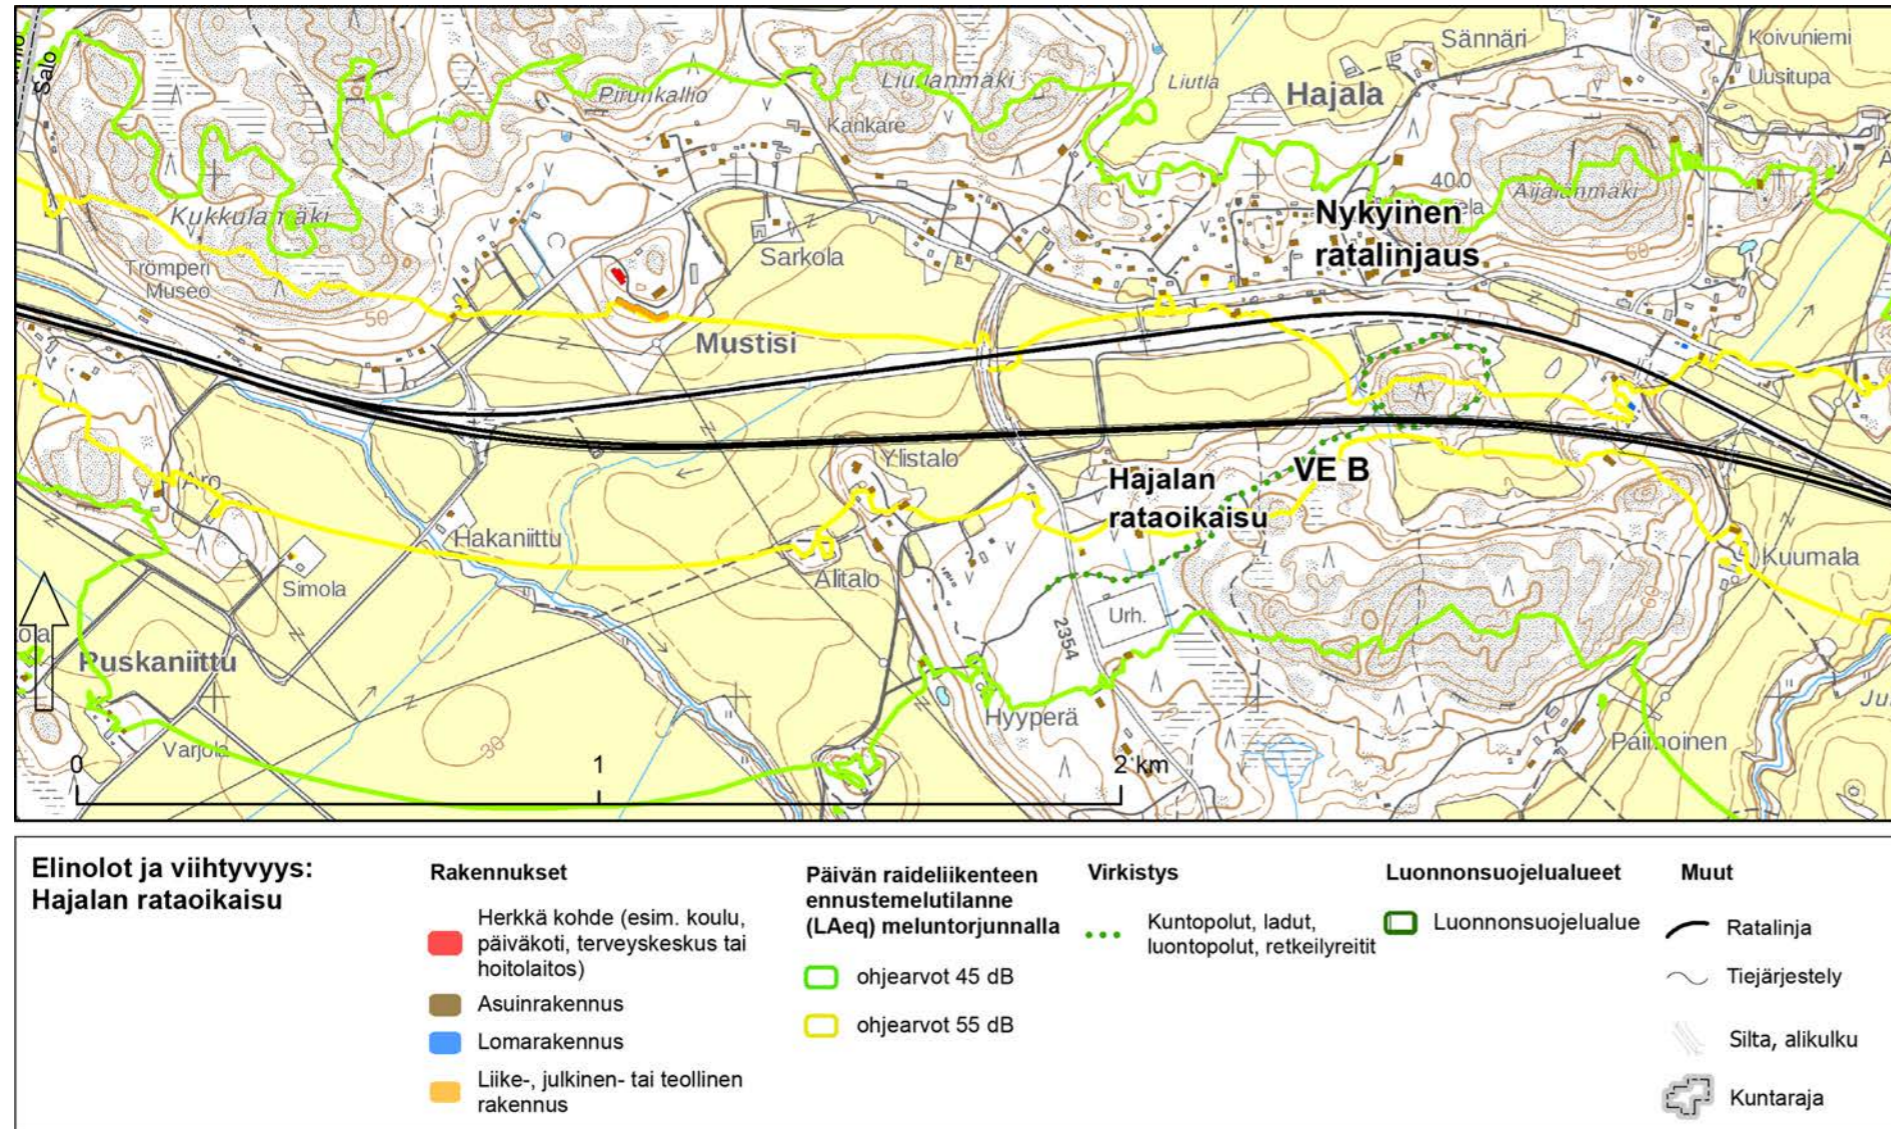 Salo
Pirunkallio
Liutlanmäki
Kankare
Liutla
Hajala
Sännäri
Koivuniemi
Uusitupa
Kukkulamäki
40.0
Aijalanmäki
Nykyinen
ratalinjaus
60
Trömperi
Museo
50
Sarkola
Mustisi
Ylistalo
Hajalan
rataoikaisu
VE B
Aro
Hakaniittu
Simola
Alitalo
Kuumala
Urh.
2354
60
Puskaniittu
Varjola
30
Hyyperä
Paimoinen
0
1
2 km
Elinolot ja viihtyvyys:
Hajalan rataoikaisu
Rakennukset
Herkkä kohde (esim. koulu,
päiväkoti, terveyskeskus tai
hoitolaitos)
Asuinrakennus
Lomarakennus
Liike-, julkinen- tai teollinen
rakennus
Päivän raideliikenteen
ennustemelutilanne
(LAeq) meluntorjunnalla
ohjearvot 45 dB
ohjearvot 55 dB
Virkistys
Kuntopolut, ladut,
luontopolut, retkeilyreitit
Luonnonsuojelualueet
Luonnonsuojelualue
Muut
Ratalinja
Tiejärjestely
Silta, alikulku
Kuntaraja